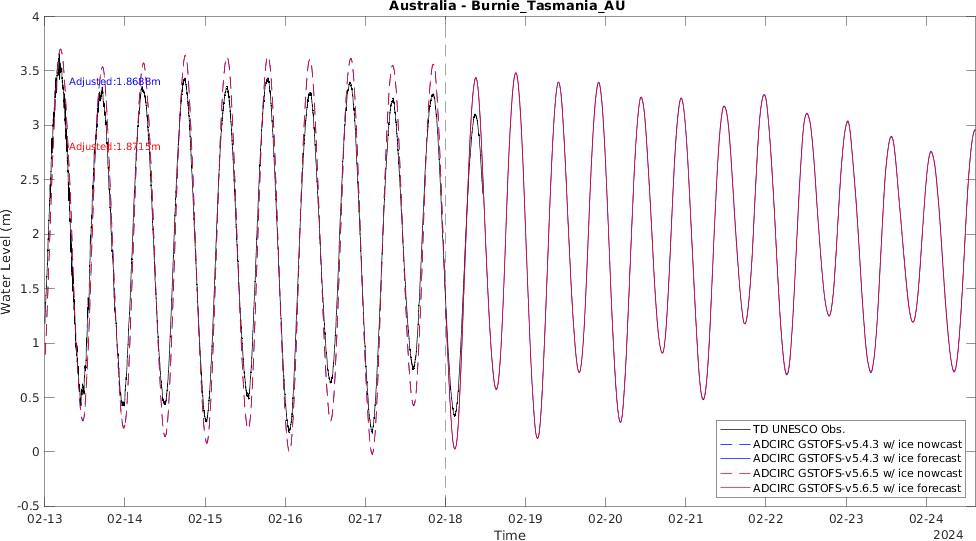 Australia - Burnie_Tasmania_AU
4
3.5
3
2.5
2
1.5
1
0.5
0
-0.5
Water Level (m)
Adjusted:1.8688m
Adjusted:1.8715m
TD UNESCO Obs.
ADCIRC GSTOFS-v5.4.3 w/ ice nowcast
ADCIRC GSTOFS-v5.4.3 w/ ice forecast
ADCIRC GSTOFS-v5.6.5 w/ ice nowcast
ADCIRC GSTOFS-v5.6.5 w/ ice forecast
02-13 02-14 02-15 02-16 02-17 02-18 02-19 02-20 02-21 02-22 02-23 02-24
Time
2024